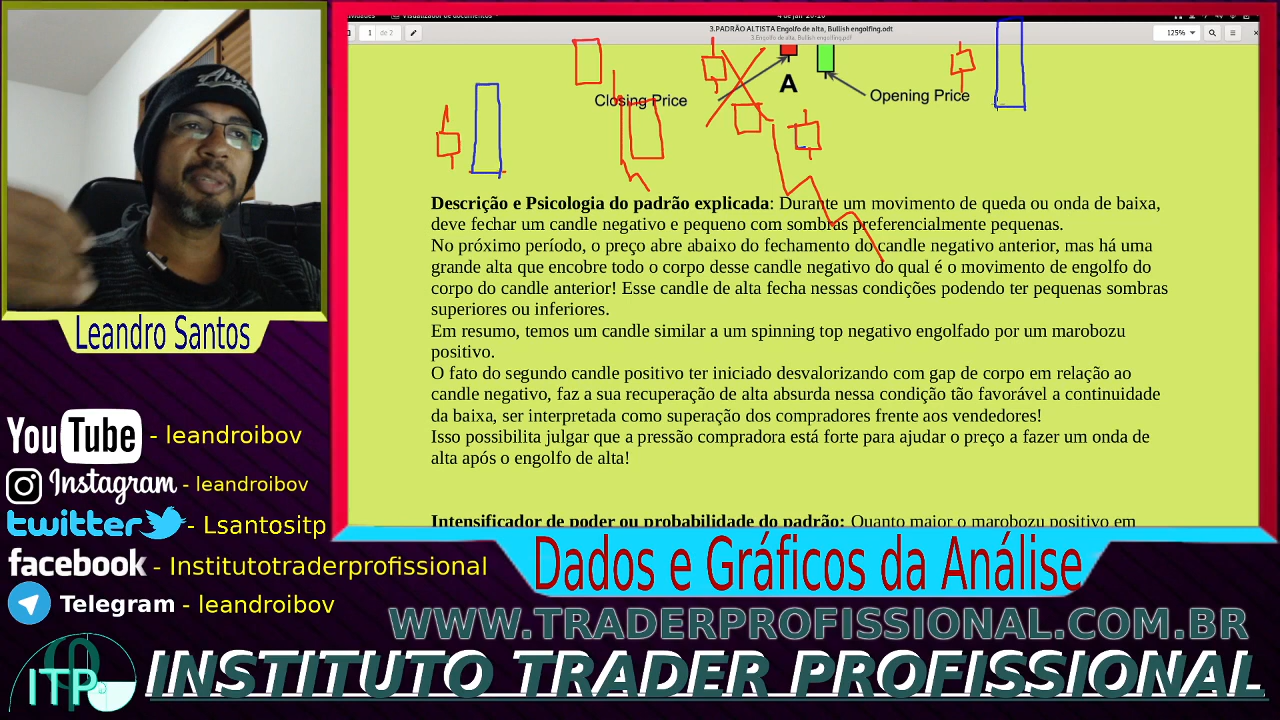 3.PADRÃO ALTISTA Engolfo de alta, Bullish engolfing.odt
3.Engolfo de alta, Bullish engolfing.pdf
1 de 2
125%
Closing Price
A
Opening Price
Descrição e Psicologia do padrão explicada: Durante um movimento de queda ou onda de baixa,
deve fechar um candle negativo e pequeno com sombras preferencialmente pequenas.
No próximo período, o preço abre abaixo do fechamento do candle negativo anterior, mas há uma
grande alta que encobre todo o corpo desse candle negativo do qual é o movimento de engolfo do
corpo do candle anterior! Esse candle de alta fecha nessas condições podendo ter pequenas sombras
superiores ou inferiores.
Em resumo, temos um candle similar a um spinning top negativo engolfado por um marobozu
positivo.
O fato do segundo candle positivo ter iniciado desvalorizando com gap de corpo em relação ao
candle negativo, faz a sua recuperação de alta absurda nessa condição tão favorável a continuidade
da baixa, ser interpretada como superação dos compradores frente aos vendedores!
Isso possibilita julgar que a pressão compradora está forte para ajudar o preço a fazer um onda de
alta após o engolfo de alta!
Intensificador de poder ou probabilidade do padrão: Quanto maior o marobozu positivo em
Leandro Santos
YouTube - leandroibov
Instagram - leandroibov
twitter - Lsantositp
facebook - Institutotraderprofissional
Telegram - leandroibov
Dados e Gráficos da Análise
WWW.TRADERPROFISSIONAL.COM.BR
ITP
INSTITUTO TRADER PROFISSIONAL